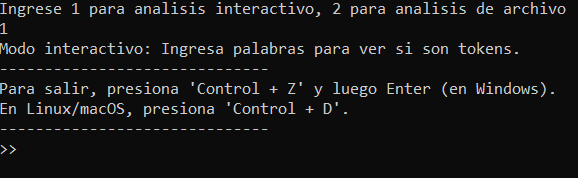 Ingrese 1 para analisis interactivo, 2 para analisis de archivo
1
Modo interactivo: Ingresa palabras para ver si son tokens.
------------------------------
Para salir, presiona 'Control + Z' y luego Enter (en Windows).
En Linux/macOS, presiona 'Control + D'.
------------------------------
>>